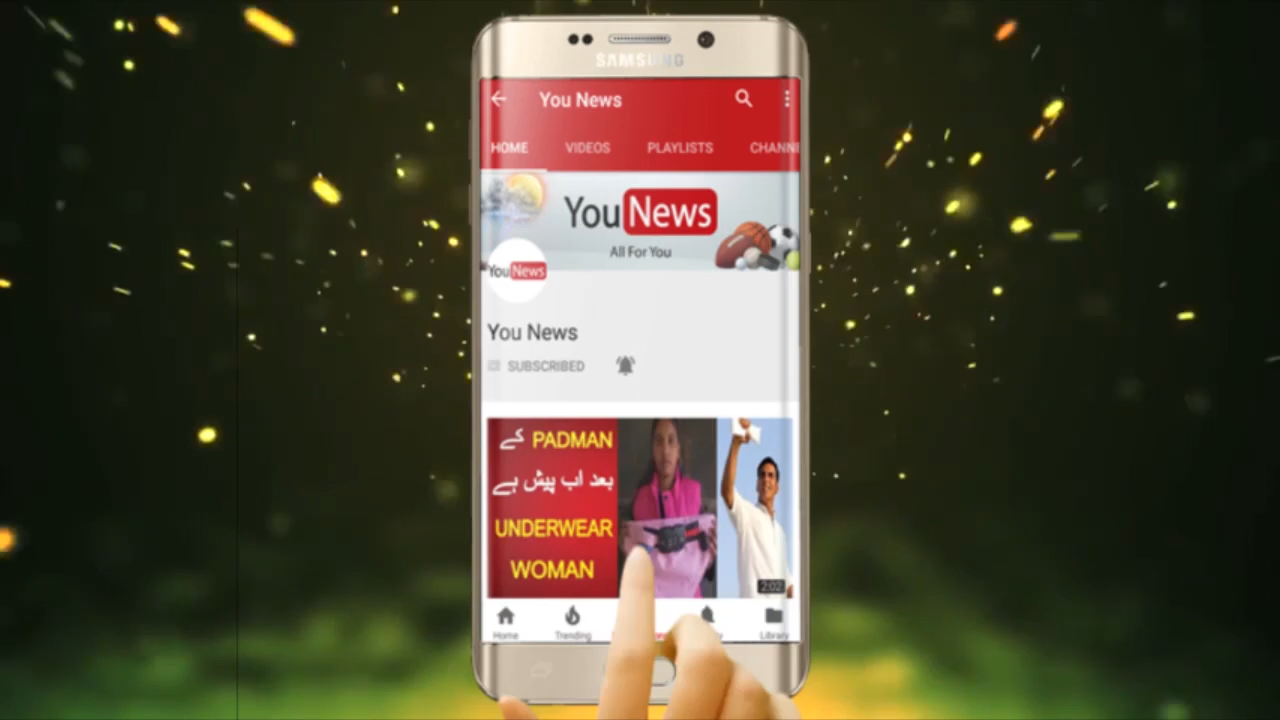 SAMSUNG
You News
HOME VIDEOS PLAYLISTS CHANNE
You News
All For You
You News
You News
SUBSCRIBED
PADMAN کے
بعد اب پیش ہے
UNDERWEAR
WOMAN
2:02
Home Trending Library